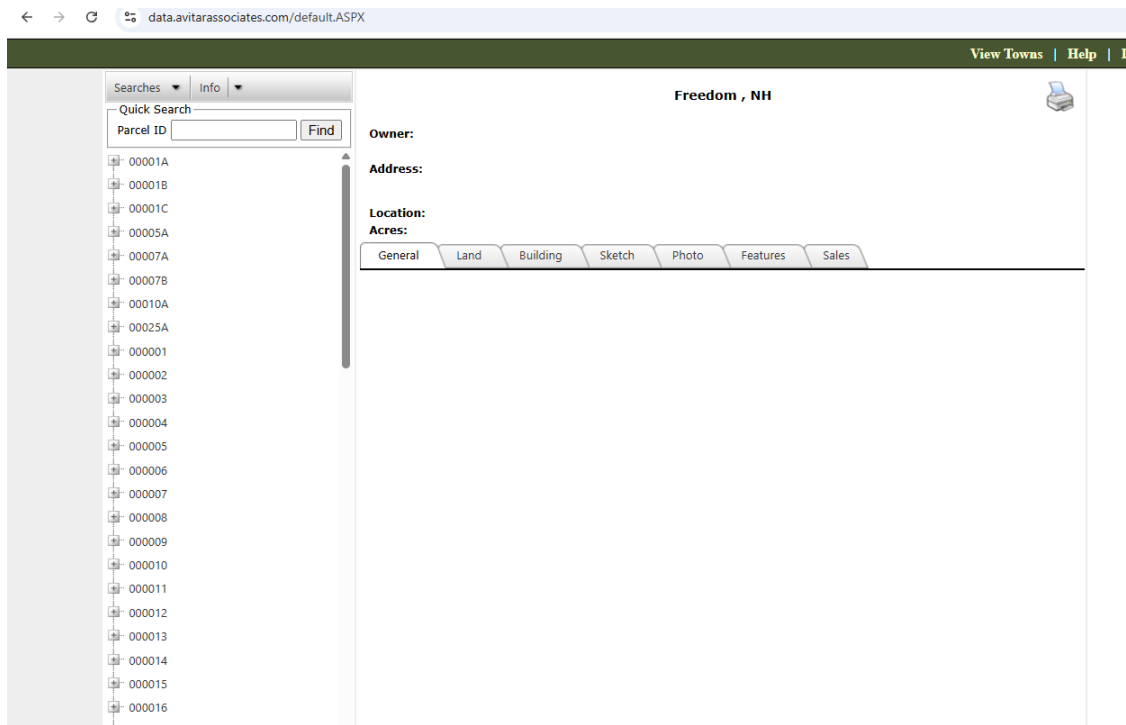 data.avitarassociates.com/default.ASPX
View Towns | Help |
Searches Info
Quick Search
Parcel ID Find
00001A
00001B
00001C
00005A
00007A
00007B
00010A
00025A
000001
000002
000003
000004
000005
000006
000007
000008
000009
000010
000011
000012
000013
000014
000015
000016
Freedom , NH
Owner:
Address:
Location:
Acres:
General Land Building Sketch Photo Features Sales